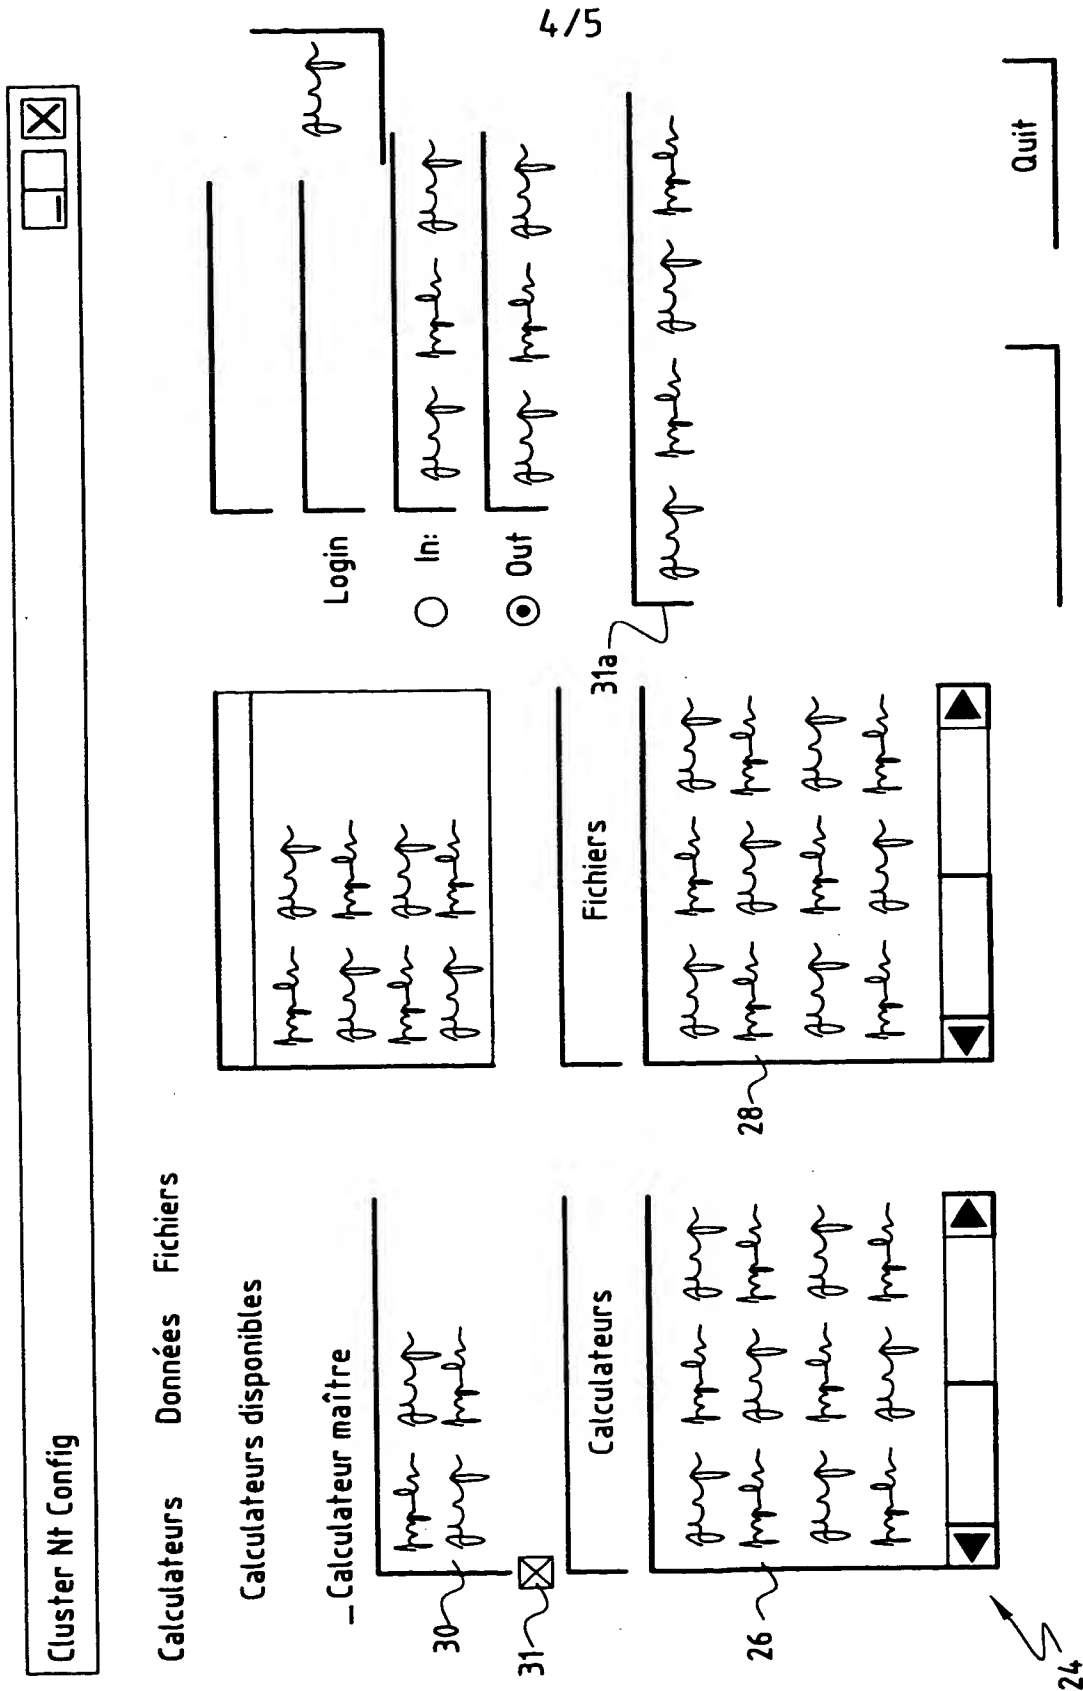 4/5
Cluster Nt Config
Calculateurs Données Fichiers
Calculateurs disponibles
_ Calculateur maître
Login
In:
Out
30
31
Calculateurs
Fichiers
31a
26
28
24
Quit